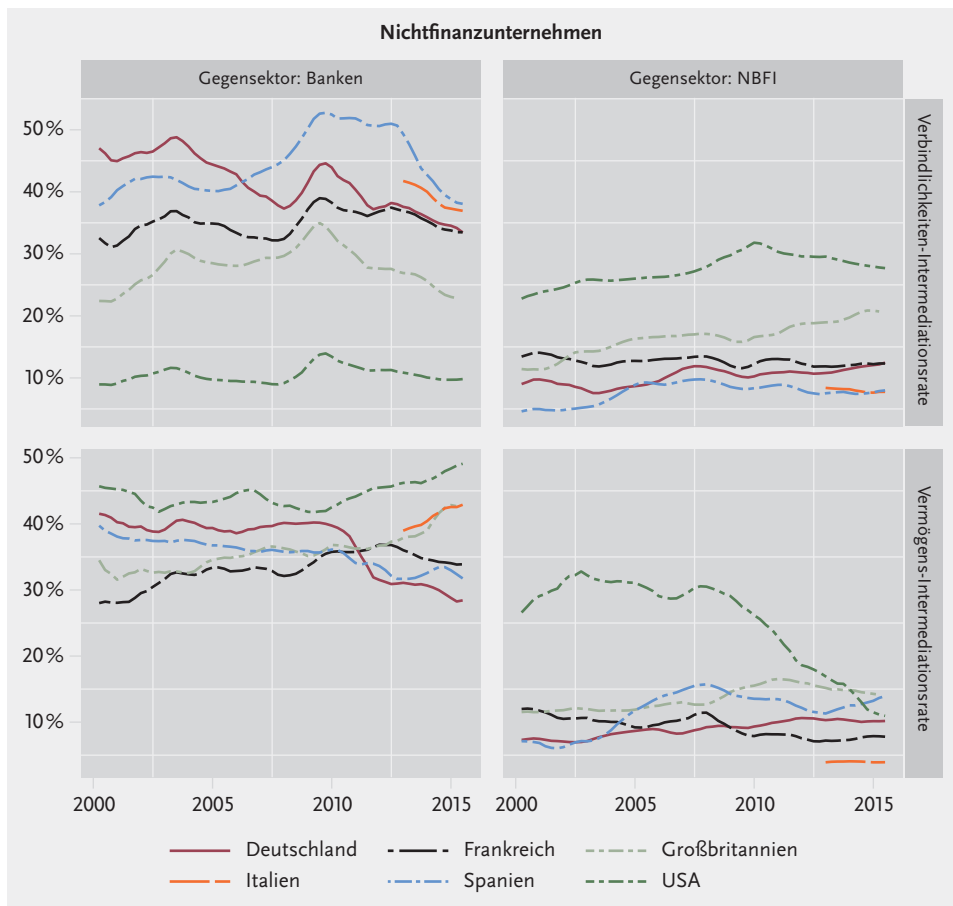 Nichtfinanzunternehmen
Gegensektor: Banken
Gegensektor: NBFI
50 %
40 %
30 %
20 %
10 %
Verbindlichkeiten-Intermediationsrate
50 %
40 %
30 %
20 %
10 %
Vermögens-Intermediationsrate
2000 2005 2010 2015
2000 2005 2010 2015
Deutschland Frankreich Großbritannien
Italien Spanien USA